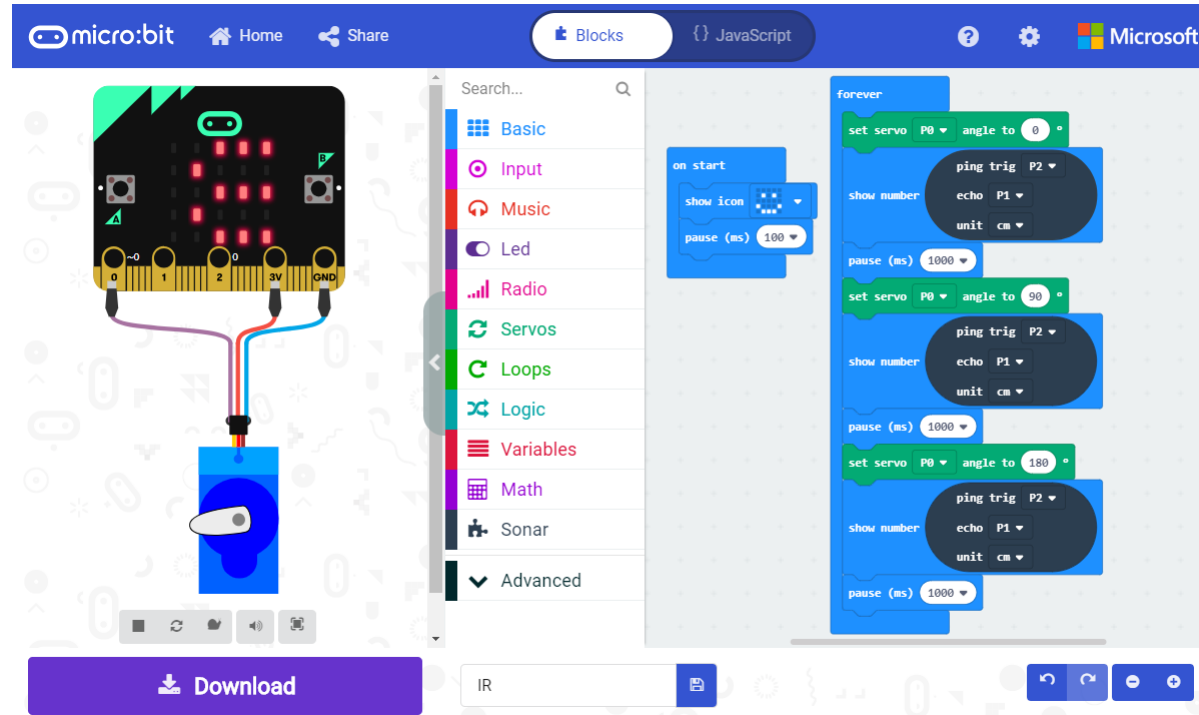 micro:bit Home Share Blocks {} JavaScript ? Microsoft
Search...
Basic
Input
Music
Led
Radio
Servos
Loops
Logic
Variables
Math
Sonar
Advanced
A
B
~0
0
0 1 2 3V GND
on start
show icon
pause (ms) 100
forever
set servo P0 angle to 0 °
show number ping trig P2
echo P1
unit cm
pause (ms) 1000
set servo P0 angle to 90 °
show number ping trig P2
echo P1
unit cm
pause (ms) 1000
set servo P0 angle to 180 °
show number ping trig P2
echo P1
unit cm
pause (ms) 1000
Download
IR